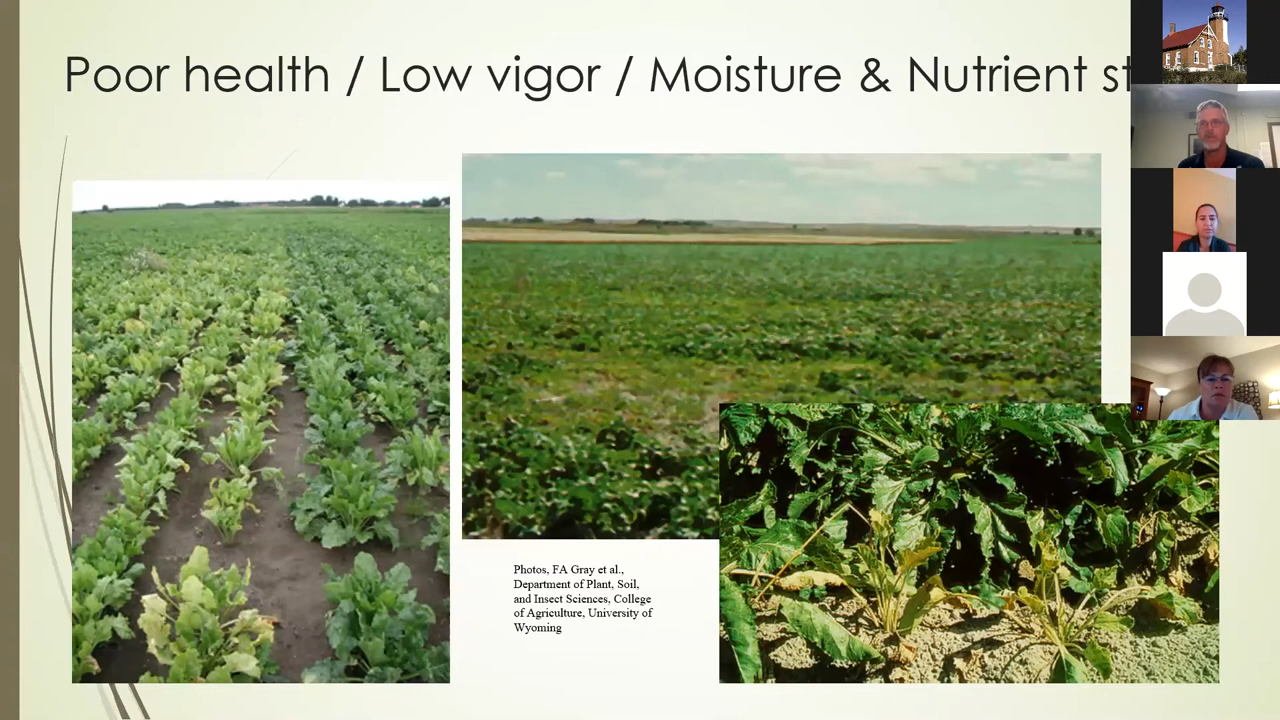 Poor health / Low vigor / Moisture & Nutrient st
Photos, FA Gray et al.,
Department of Plant, Soil,
and Insect Sciences, College
of Agriculture, University of
Wyoming